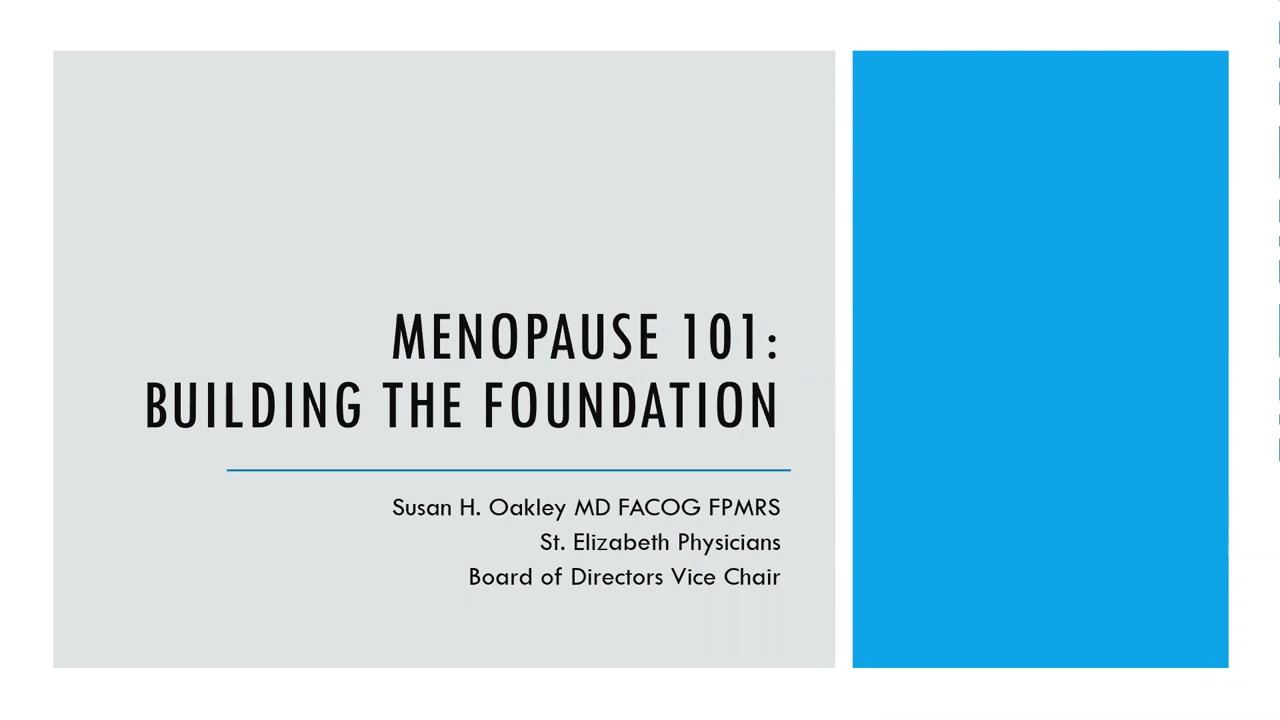 MENOPAUSE 101:
BUILDING THE FOUNDATION
Susan H. Oakley MD FACOG FPMRS
St. Elizabeth Physicians
Board of Directors Vice Chair